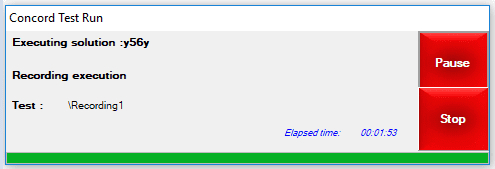 Concord Test Run
Executing solution :y56y
Recording execution
Test : \Recording1
Elapsed time: 00:01:53
Pause
Stop